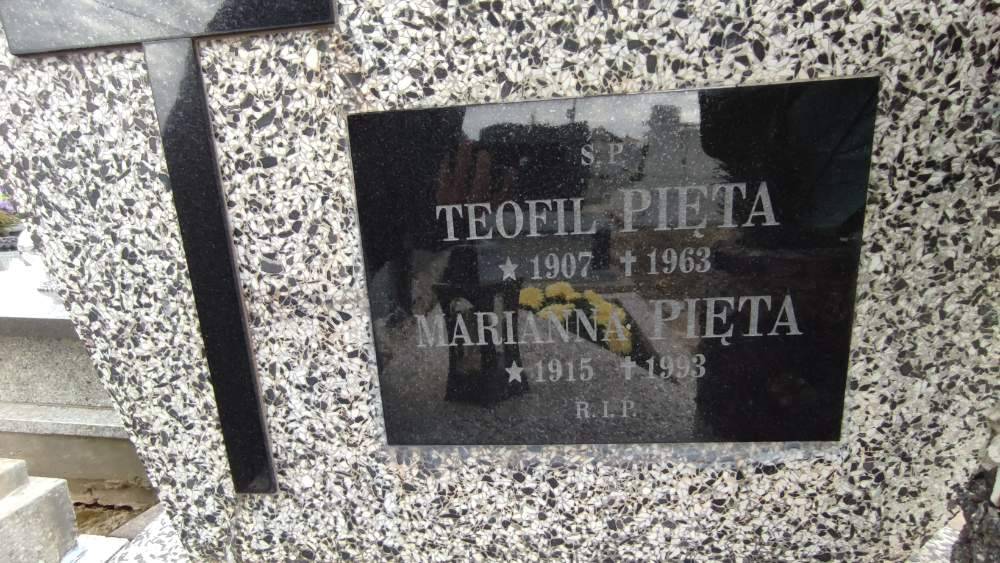 S.P.
TEOFIL PIĘTA
★ 1907 ✝ 1963
MARIANNA PIĘTA
★ 1915 ✝ 1993
R.I.P.